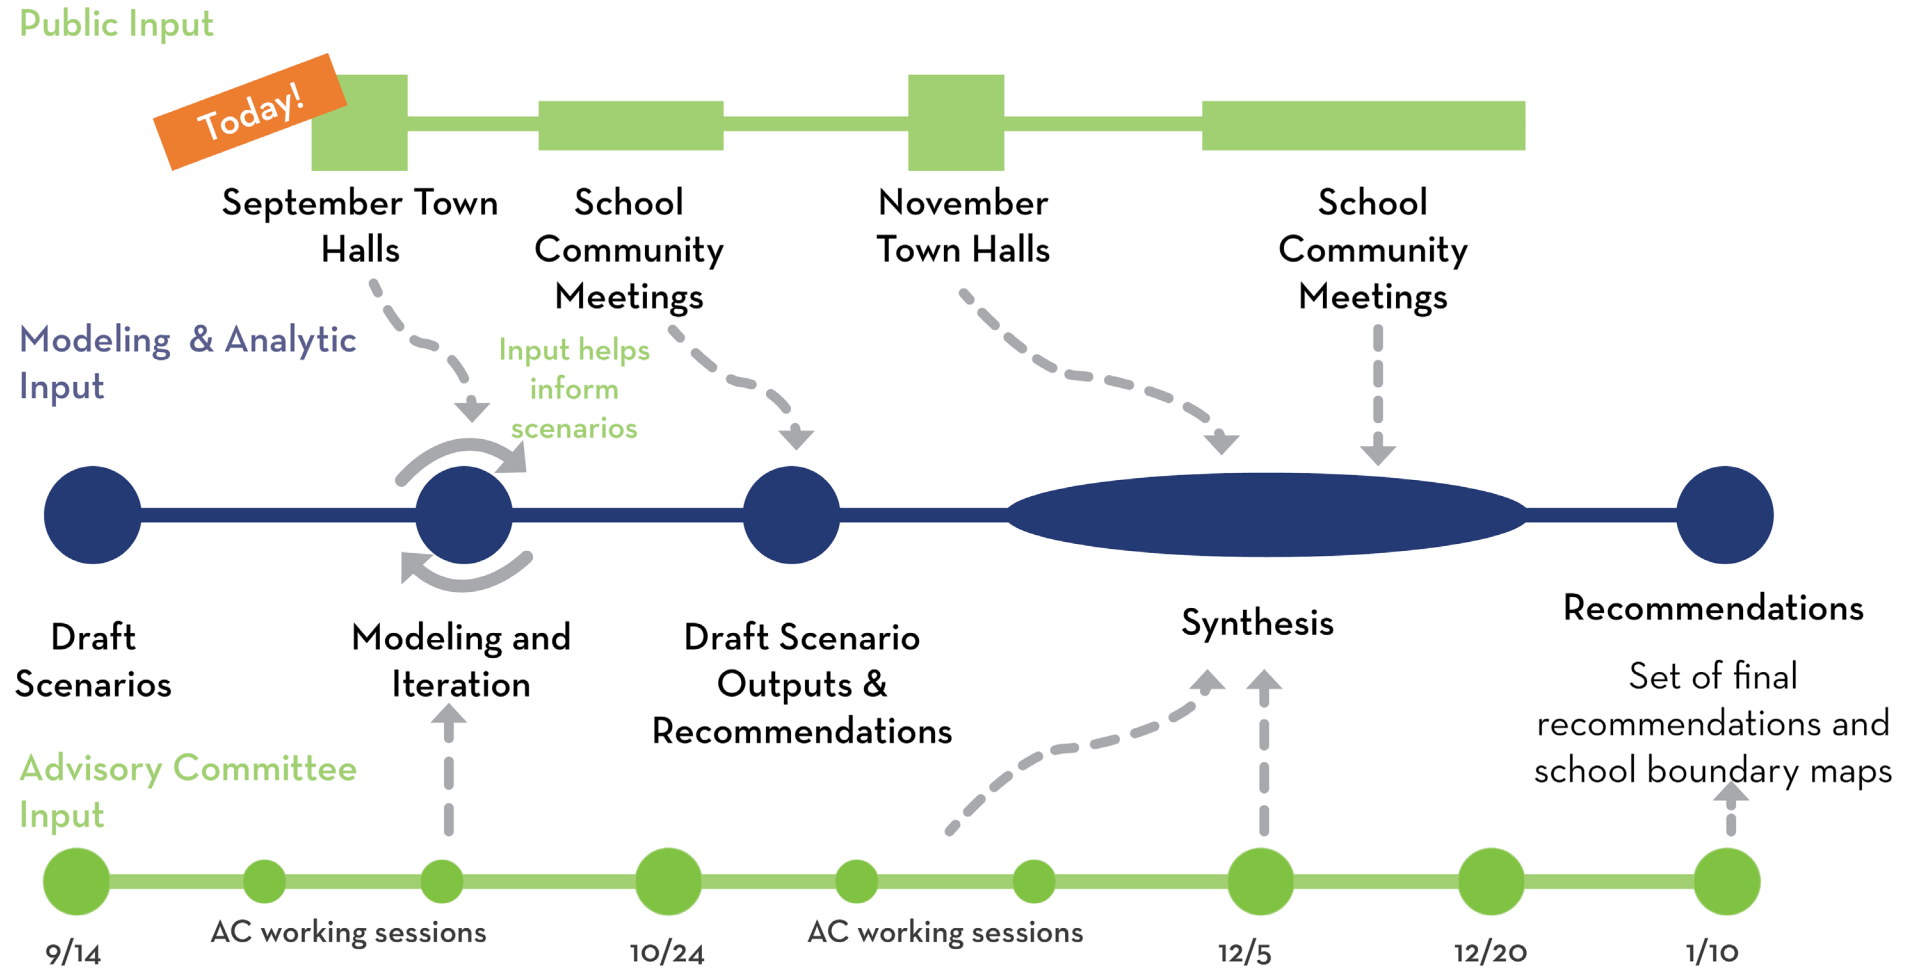 Public Input
Today!
September Town
Halls
School
Community
Meetings
November
Town Halls
School
Community
Meetings
Modeling & Analytic
Input
Input helps
inform
scenarios
Draft
Scenarios
Modeling and
Iteration
Draft Scenario
Outputs &
Recommendations
Synthesis
Recommendations
Set of final
recommendations and
school boundary maps
Advisory Committee
Input
9/14
AC working sessions
10/24
AC working sessions
12/5
12/20
1/10